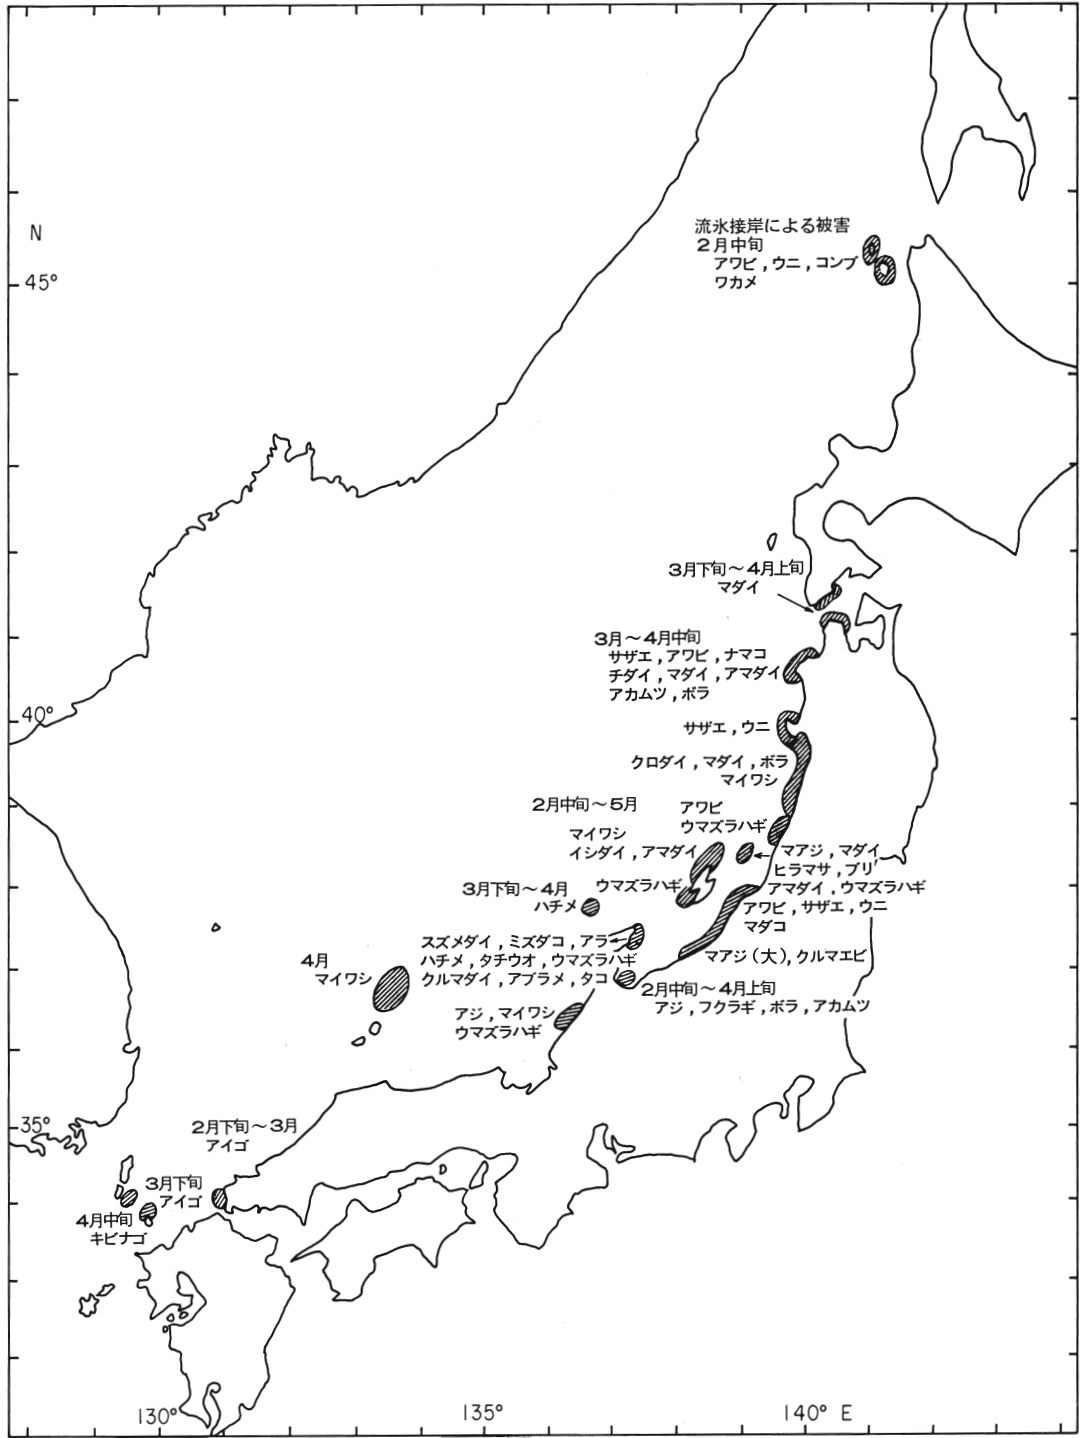 流氷接岸による被害
2月中旬
アワビ，ウニ，コンブ
ワカメ
N
45°
3月下旬～4月上旬
マダイ
3月～4月中旬
サザエ，アワビ，ナマコ
チダイ，マダイ，アマダイ
アカムツ，ボラ
40°
サザエ，ウニ
クロダイ，マダイ，ボラ
マイワシ
2月中旬～5月
アワビ
ウマズラハギ
マイワシ
イシダイ，アマダイ
マアジ，マダイ
ヒラマサ，ブリ
ウマズラハギ
アマダイ，ウマズラハギ
アワビ，サザエ，ウニ
マダコ
3月下旬～4月
ハチメ
スズメダイ，ミズダコ，アラ
ハチメ，タチウオ，ウマズラハギ
クルマダイ，アブラメ，タコ
マアジ（大），クルマエビ
4月
マイワシ
2月中旬～4月上旬
アジ，フクラギ，ボラ，アカムツ
アジ，マイワシ
ウマズラハギ
35°
2月下旬～3月
アイゴ
3月下旬
アイゴ
4月中旬
キビナゴ
130°
135°
140° E